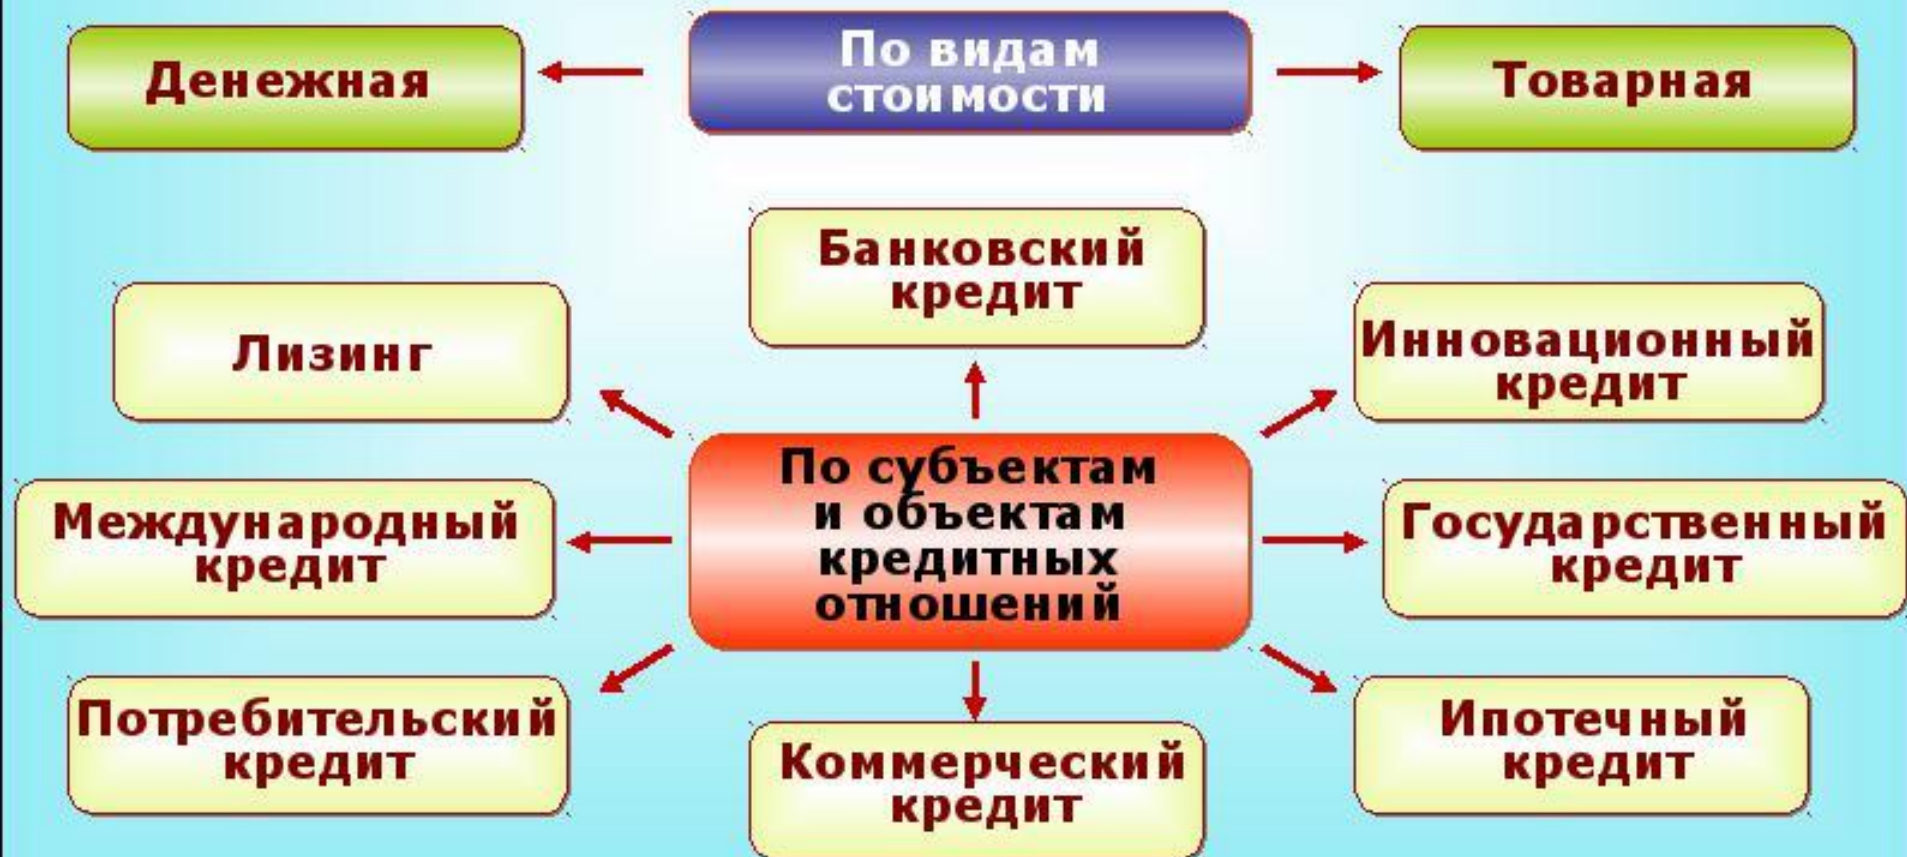 Денежная
По видам
стоимости
Товарная
Банковский
кредит
Лизинг
Инновационный
кредит
По субъектам
и объектам
кредитных
отношений
Международный
кредит
Государственный
кредит
Потребительский
кредит
Коммерческий
кредит
Ипотечный
кредит